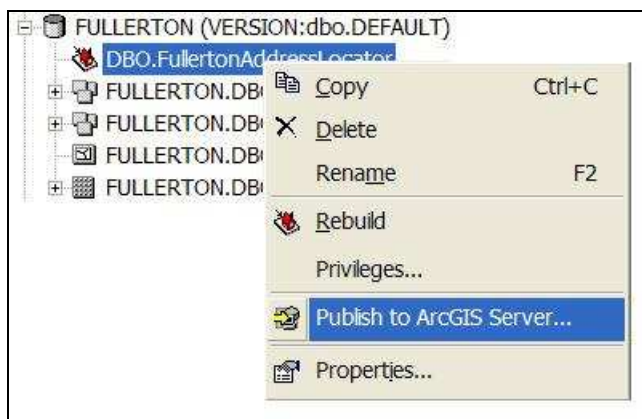 FULLERTON (VERSION:dbo.DEFAULT)
DBO.FullertonAddressLocator
FULLERTON.DB
FULLERTON.DB
FULLERTON.DB
FULLERTON.DB
Copy Ctrl+C
Delete
Rename F2
Rebuild
Privileges...
Publish to ArcGIS Server...
Properties...